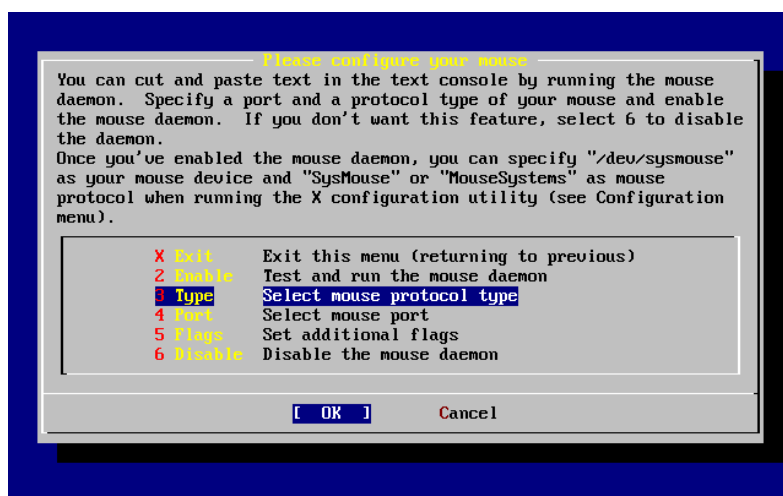 Please configure your mouse
You can cut and paste text in the text console by running the mouse
daemon.  Specify a port and a protocol type of your mouse and enable
the mouse daemon.  If you don't want this feature, select 6 to disable
the daemon.
Once you've enabled the mouse daemon, you can specify "/dev/sysmouse"
as your mouse device and "SysMouse" or "MouseSystems" as mouse
protocol when running the X configuration utility (see Configuration
menu).
X Exit Exit this menu (returning to previous)
2 Enable Test and run the mouse daemon
3 Type Select mouse protocol type
4 Port Select mouse port
5 Flags Set additional flags
6 Disable Disable the mouse daemon
[ OK ] Cancel